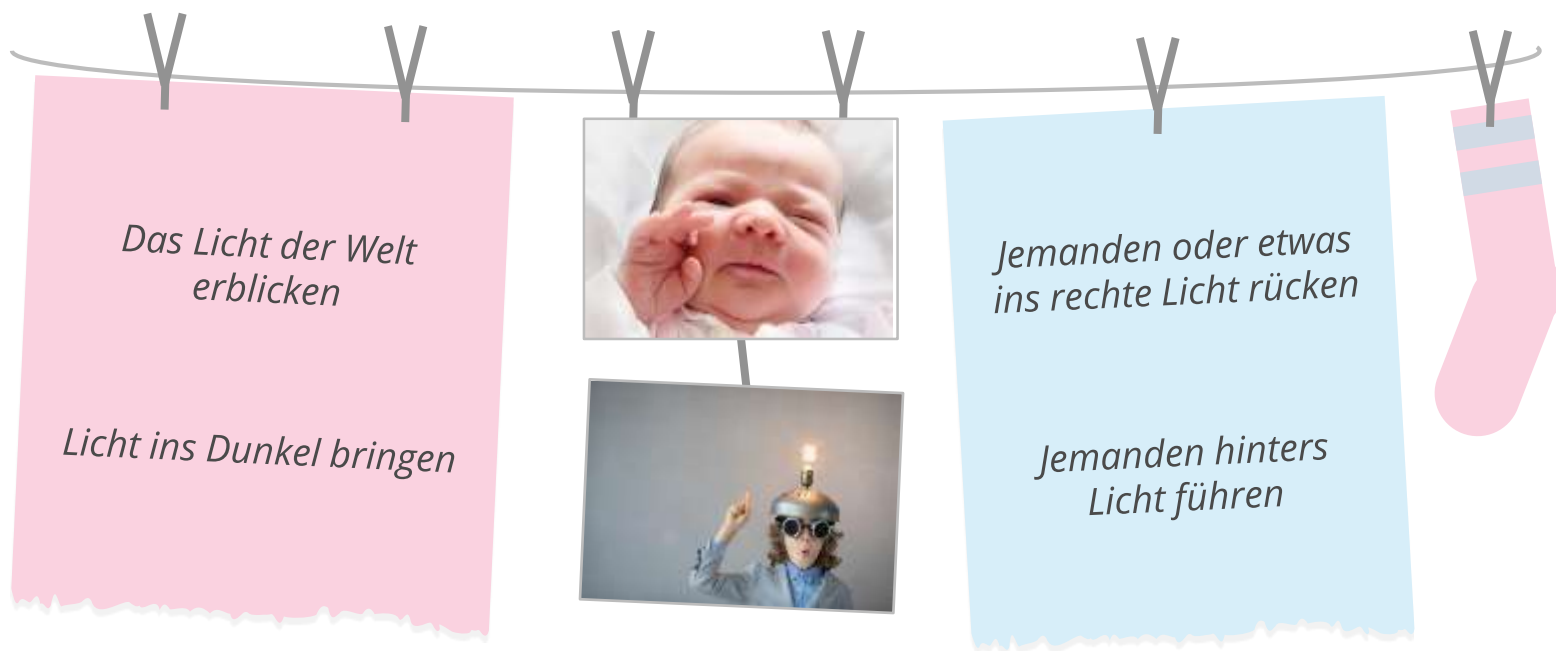 Das Licht der Welt
erblicken
Licht ins Dunkel bringen
Jemanden oder etwas
ins rechte Licht rücken
Jemanden hinters
Licht führen